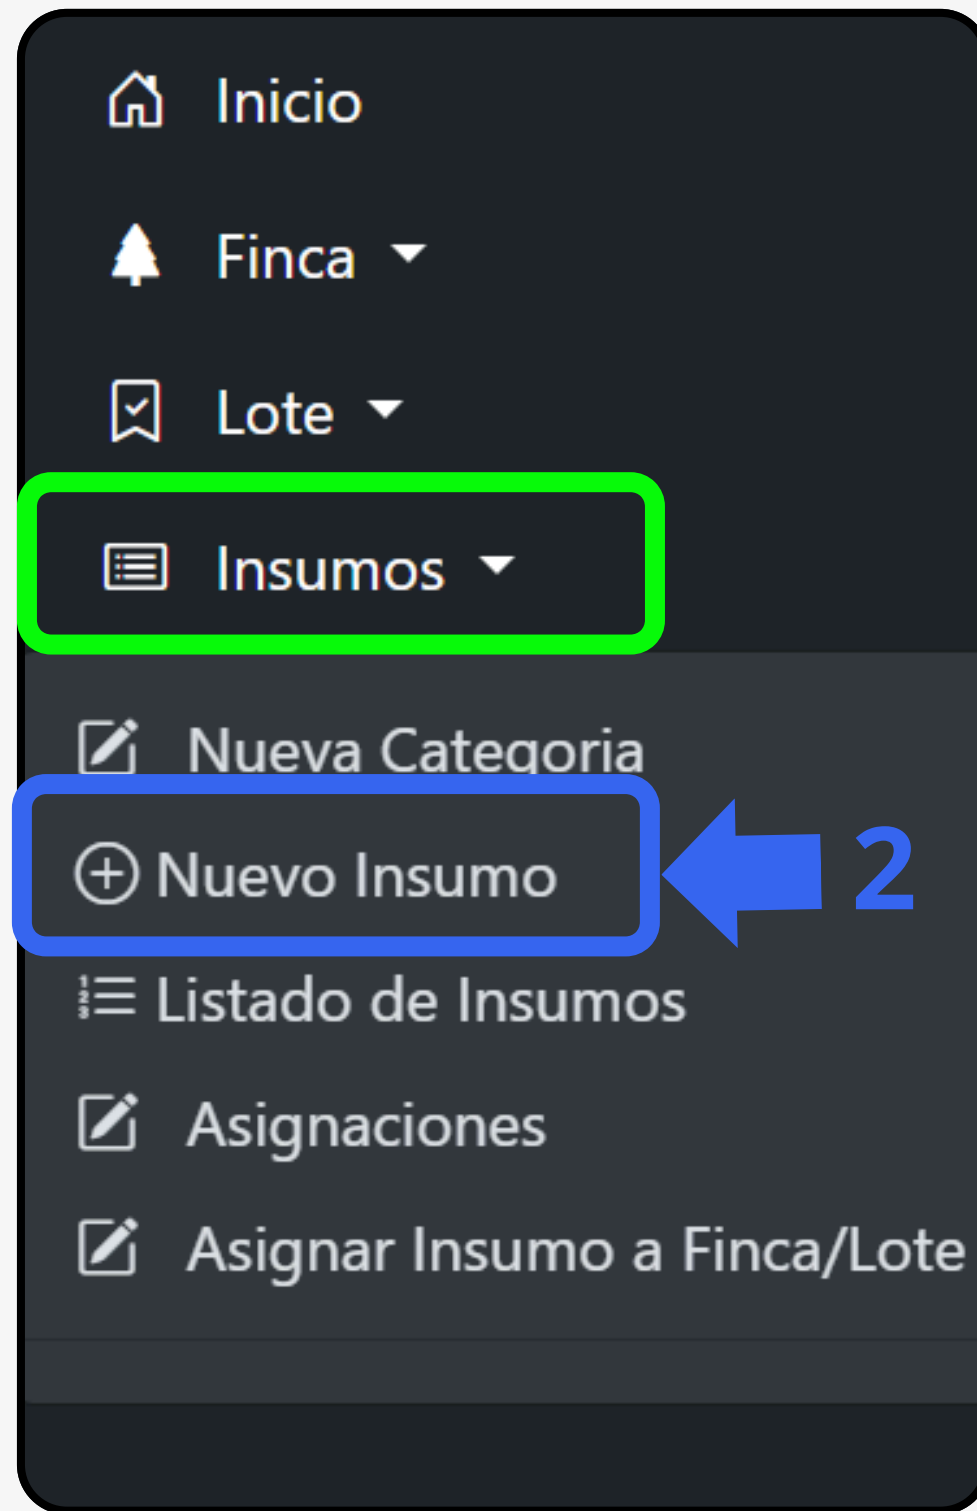 Inicio
Finca
Lote
Insumos
Nueva Categoria
Nuevo Insumo
2
Listado de Insumos
Asignaciones
Asignar Insumo a Finca/Lote